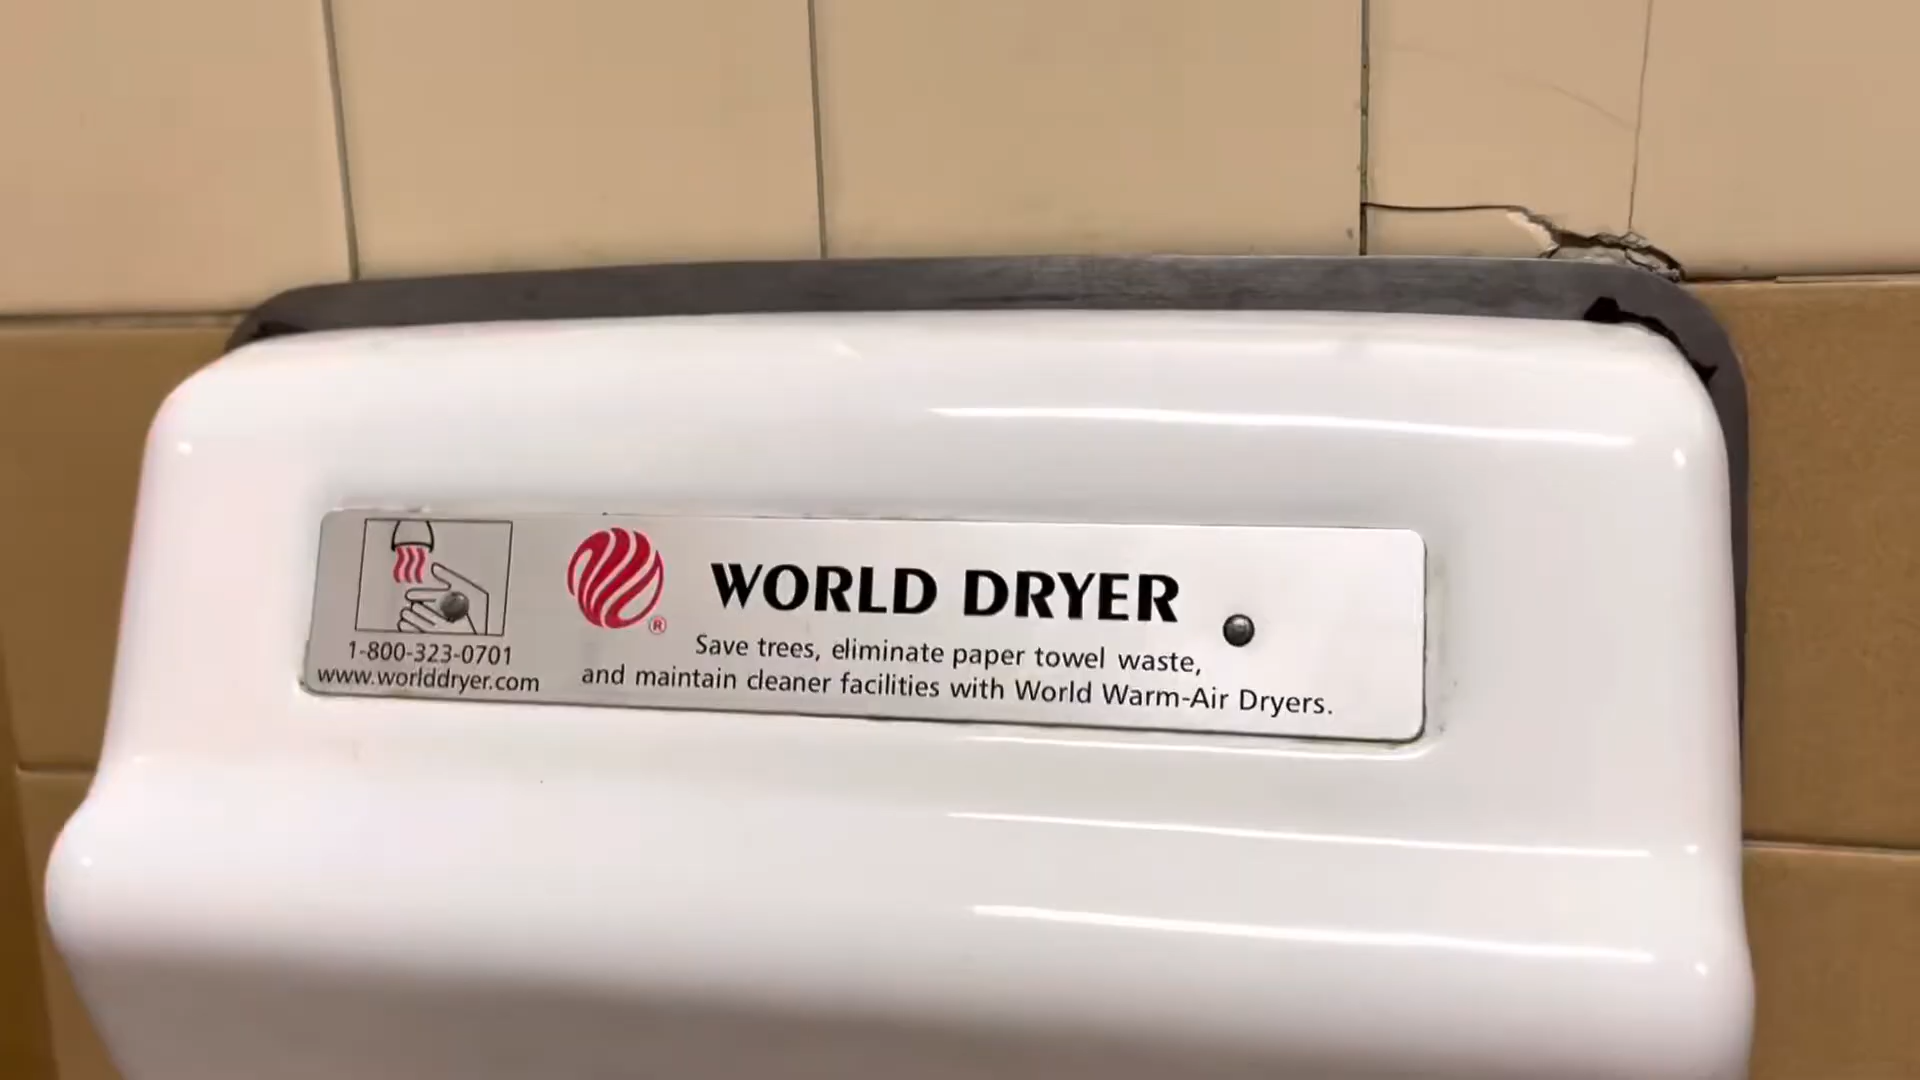 1-800-323-0701
www.worlddryer.com
®
WORLD DRYER
Save trees, eliminate paper towel waste,
and maintain cleaner facilities with World Warm-Air Dryers.